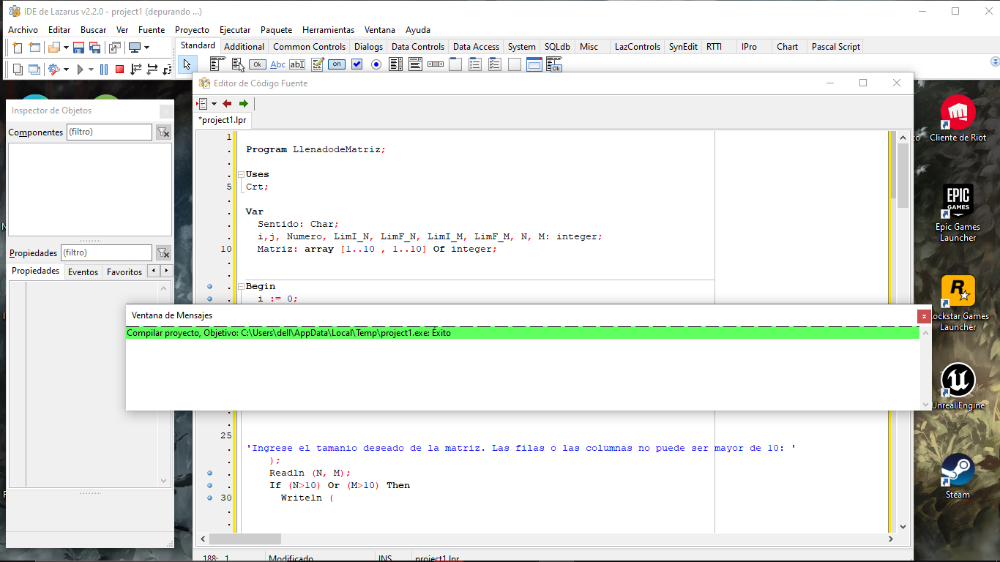 IDE de Lazarus v2.2.0 - project1 (depurando ...)
Archivo Editar Buscar Ver Fuente Proyecto Ejecutar Paquete Herramientas Ventana Ayuda
Standard Additional Common Controls Dialogs Data Controls Data Access System SQLdb Misc LazControls SynEdit RTTI IPro Chart Pascal Script
Ok Abc abI on Ok
Editor de Código Fuente
Inspector de Objetos
Componentes (filtro)
Propiedades (filtro)
Propiedades Eventos Favoritos
*project1.lpr
1
. Program LlenadodeMatriz;
.
. Uses
5 Crt;
.
. Var
. Sentido: Char;
. i,j, Numero, LimI_N, LimF_N, LimI_M, LimF_M, N, M: integer;
10 Matriz: array [1..10 , 1..10] Of integer;
.
.
. Begin
. i := 0;
Ventana de Mensajes
Compilar proyecto, Objetivo: C:\Users\dell\AppData\Local\Temp\project1.exe: Éxito
.
25
. 'Ingrese el tamanio deseado de la matriz. Las filas o las columnas no puede ser mayor de 10: '
. );
. Readln (N, M);
. If (N>10) Or (M>10) Then
30 Writeln (
.
.
188: 1 Modificado INS project1.lpr
Cliente de Riot
EPIC
GAMES
Epic Games
Launcher
R
ockstar Games
Launcher
Unreal Engine
Steam